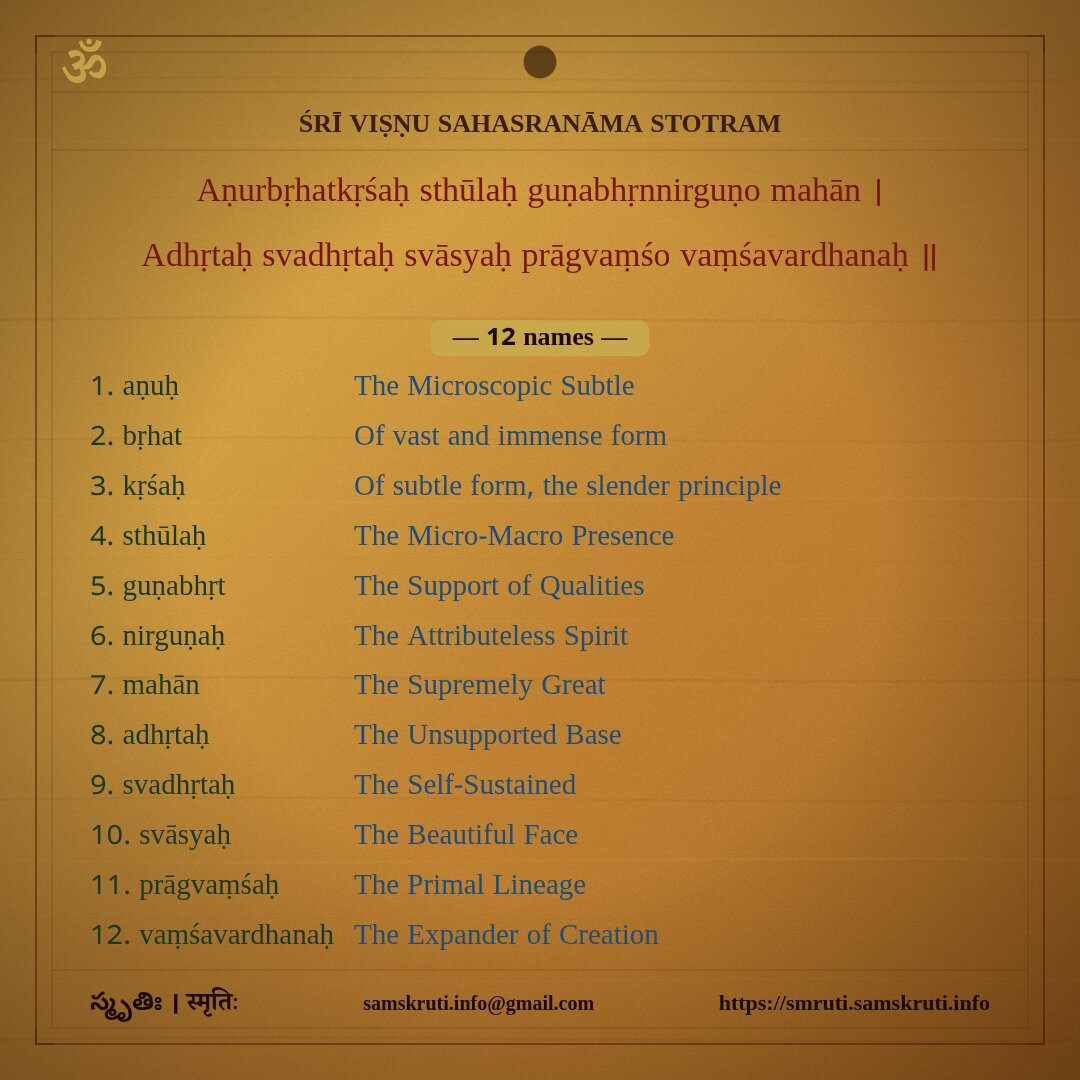 ॐ
ŚRĪ VIṢṆU SAHASRANĀMA STOTRAM
Aṇurbṛhatkṛśaḥ sthūlaḥ guṇabhṛnnirguṇo mahān |
Adhṛtaḥ svadhṛtaḥ svāsyaḥ prāgvaṃśo vaṃśavardhanaḥ ||
— 12 names —
1. aṇuḥ The Microscopic Subtle
2. bṛhat Of vast and immense form
3. kṛśaḥ Of subtle form, the slender principle
4. sthūlaḥ The Micro-Macro Presence
5. guṇabhṛt The Support of Qualities
6. nirguṇaḥ The Attributeless Spirit
7. mahān The Supremely Great
8. adhṛtaḥ The Unsupported Base
9. svadhṛtaḥ The Self-Sustained
10. svāsyaḥ The Beautiful Face
11. prāgvaṃśaḥ The Primal Lineage
12. vaṃśavardhanaḥ The Expander of Creation
స్మృతిః | स्मृतिः samskruti.info@gmail.com https://smruti.samskruti.info